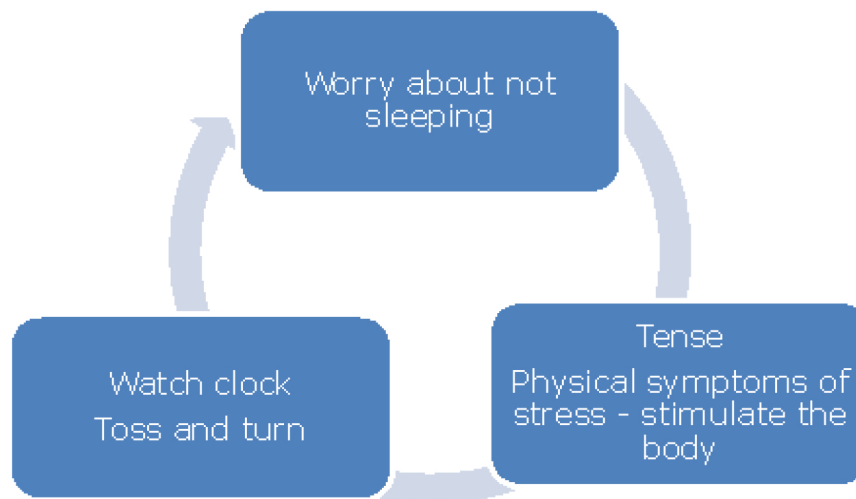 Worry about not
sleeping
Tense
Physical symptoms of
stress - stimulate the
body
Watch clock
Toss and turn